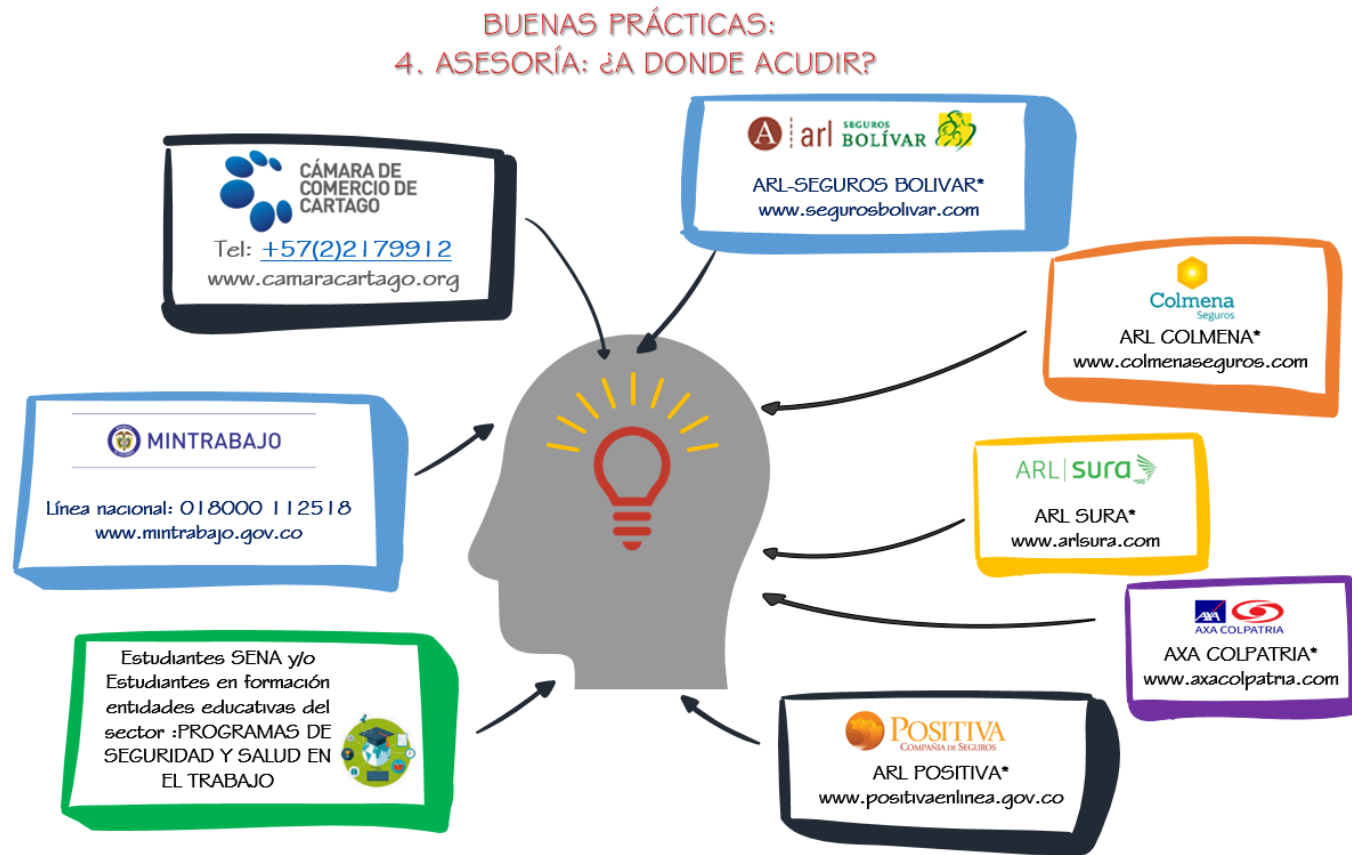 BUENAS PRÁCTICAS:
4. ASESORÍA: ¿A DONDE ACUDIR?
CÁMARA DE
COMERCIO DE
CARTAGO
Tel: +57(2)2179912
www.camaracartago.org
A arl SEGUROS BOLÍVAR
ARL-SEGUROS BOLIVAR*
www.segurosbolivar.com
Colmena
Seguros
ARL COLMENA*
www.colmenaseguros.com
MINTRABAJO
Línea nacional: 018000 112518
www.mintrabajo.gov.co
ARL sura
ARL SURA*
www.arlsura.com
AXA
AXA COLPATRIA
AXA COLPATRIA*
www.axacolpatria.com
Estudiantes SENA y/o
Estudiantes en formación
entidades educativas del
sector :PROGRAMAS DE
SEGURIDAD Y SALUD EN
EL TRABAJO
POSITIVA
COMPAÑIA DE SEGUROS
ARL POSITIVA*
www.positivaenlinea.gov.co